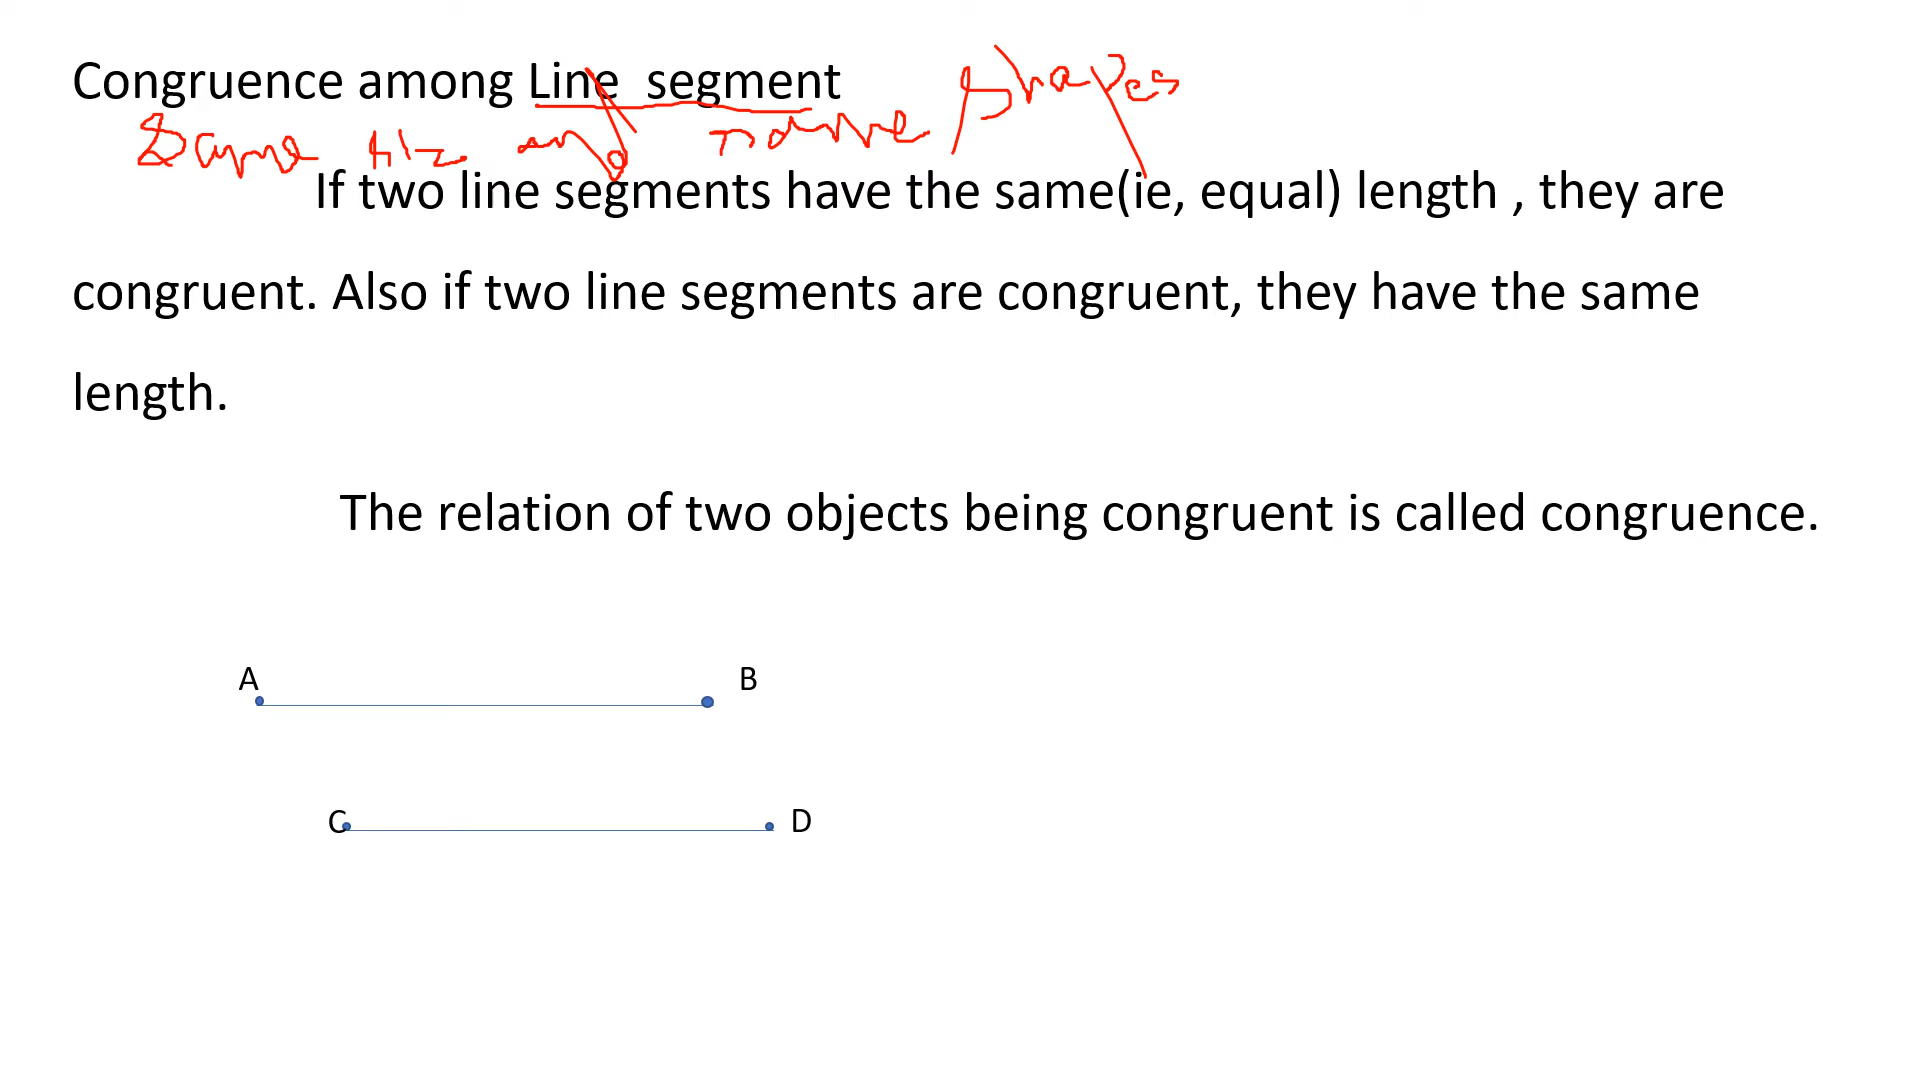 Congruence among Line segment
Same siz and same shapes
If two line segments have the same(ie, equal) length , they are
congruent. Also if two line segments are congruent, they have the same
length.
The relation of two objects being congruent is called congruence.
A B
C D